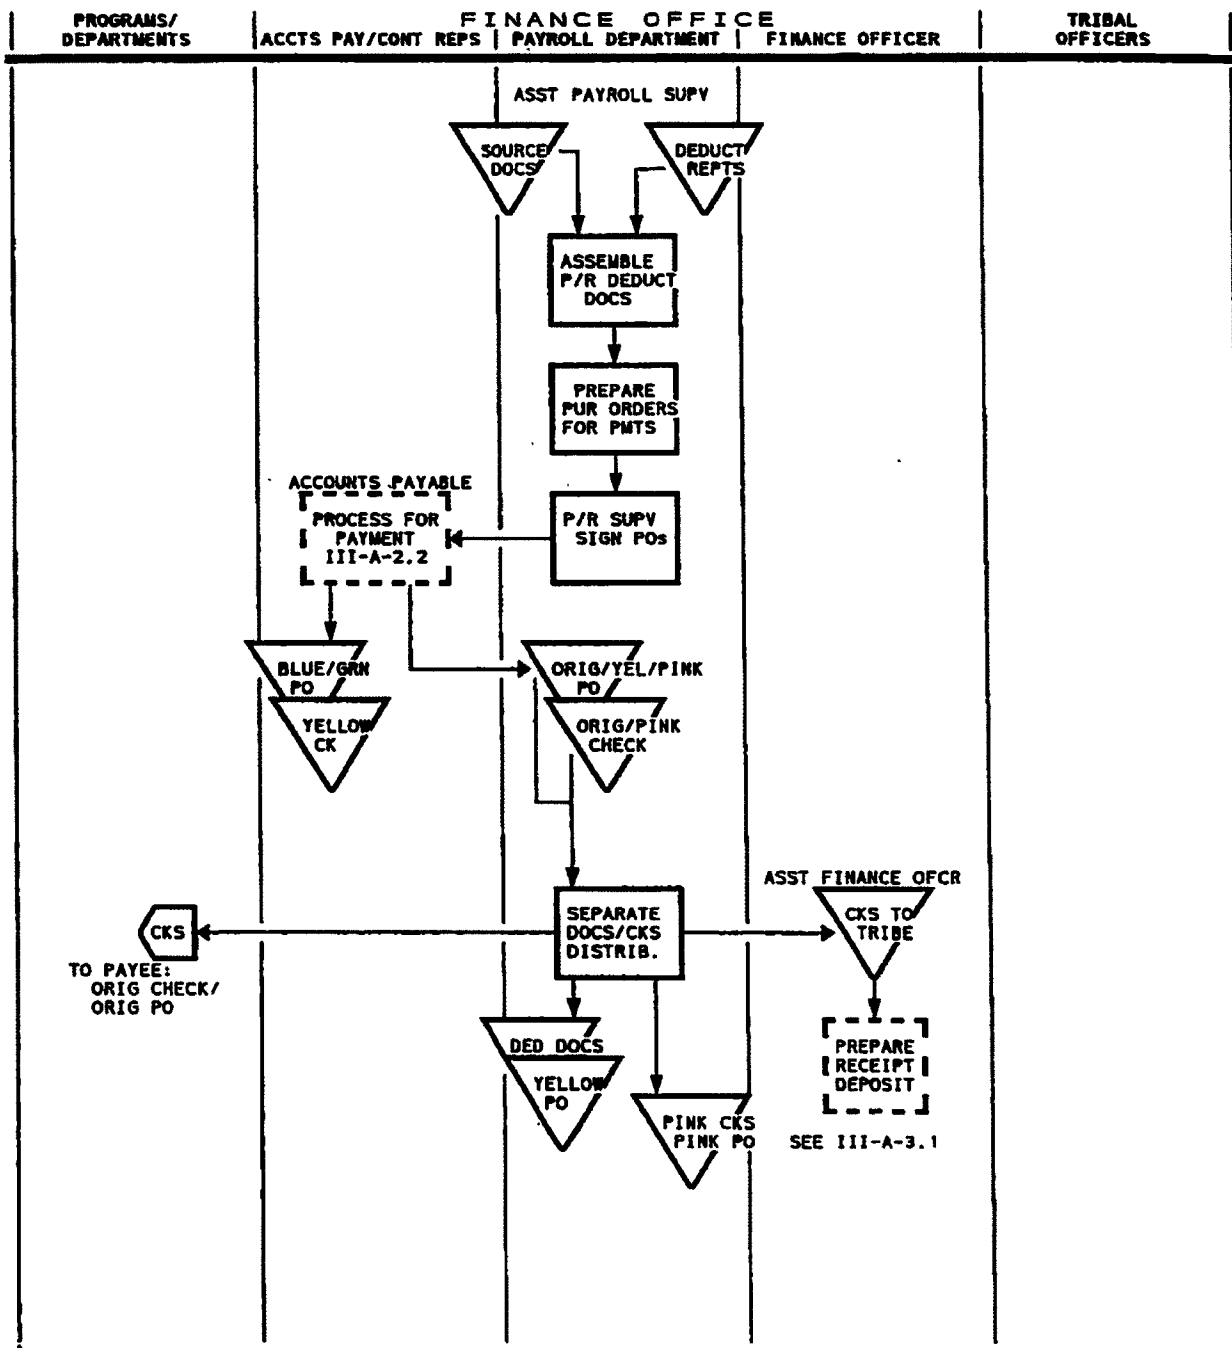 PROGRAMS/
DEPARTMENTS
FINANCE OFFICE
ACCTS PAY/CONT REPS
PAYROLL DEPARTMENT
FINANCE OFFICER
TRIBAL
OFFICERS
ASST PAYROLL SUPV
SOURCE
DOCS
DEDUCT
REPTS
ASSEMBLE
P/R DEDUCT
DOCS
PREPARE
PUR ORDERS
FOR PMTS
P/R SUPV
SIGN POs
ACCOUNTS PAYABLE
PROCESS FOR
PAYMENT
III-A-2.2
BLUE/GRN
PO
YELLOW
CK
ORIG/YEL/PINK
PO
ORIG/PINK
CHECK
SEPARATE
DOCS/CKS
DISTRIB.
CKS
TO PAYEE:
ORIG CHECK/
ORIG PO
ASST FINANCE OFCR
CKS TO
TRIBE
PREPARE
RECEIPT
DEPOSIT
SEE III-A-3.1
DED DOCS
YELLOW
PO
PINK CKS
PINK PO